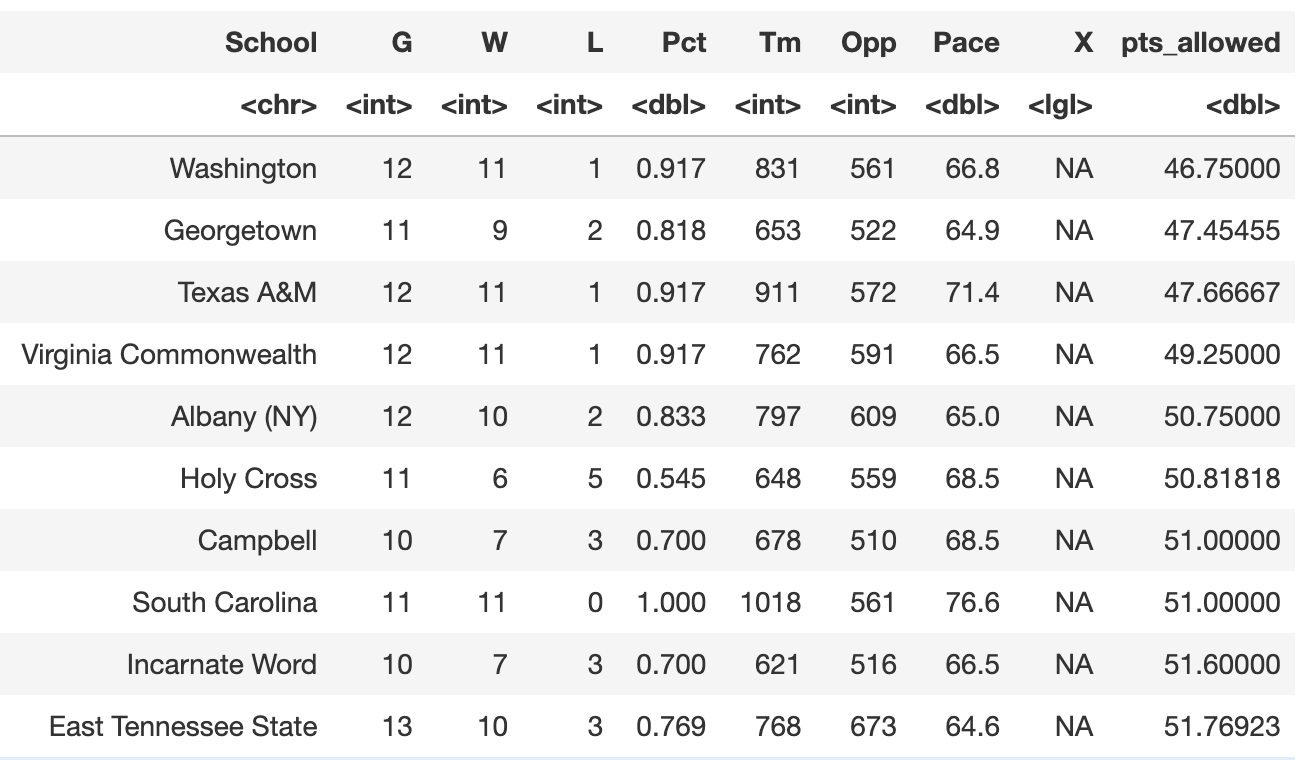 School G W L Pct Tm Opp Pace X pts_allowed
<chr> <int> <int> <int> <dbl> <int> <int> <dbl> <lgl> <dbl>
Washington 12 11 1 0.917 831 561 66.8 NA 46.75000
Georgetown 11 9 2 0.818 653 522 64.9 NA 47.45455
Texas A&M 12 11 1 0.917 911 572 71.4 NA 47.66667
Virginia Commonwealth 12 11 1 0.917 762 591 66.5 NA 49.25000
Albany (NY) 12 10 2 0.833 797 609 65.0 NA 50.75000
Holy Cross 11 6 5 0.545 648 559 68.5 NA 50.81818
Campbell 10 7 3 0.700 678 510 68.5 NA 51.00000
South Carolina 11 11 0 1.000 1018 561 76.6 NA 51.00000
Incarnate Word 10 7 3 0.700 621 516 66.5 NA 51.60000
East Tennessee State 13 10 3 0.769 768 673 64.6 NA 51.76923